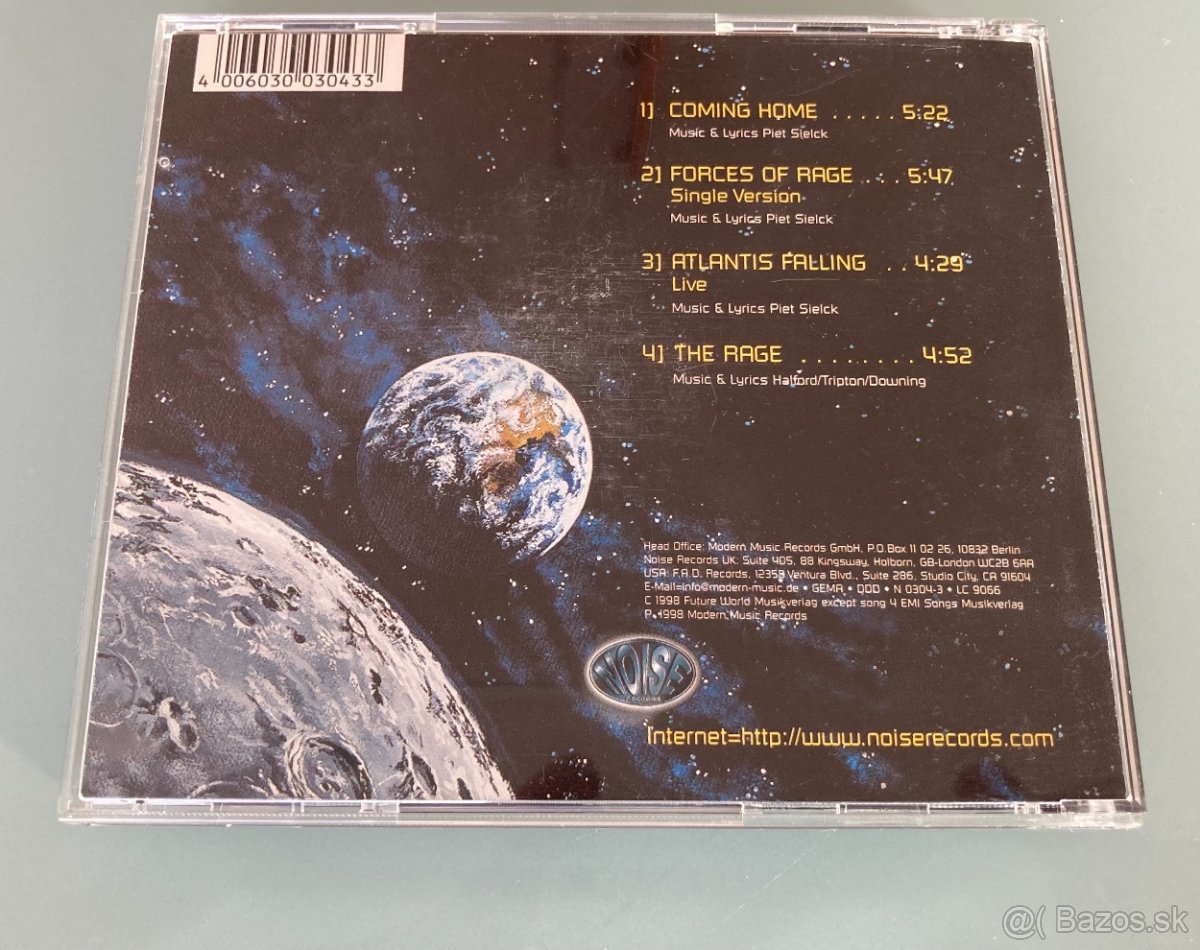 4 006030 030433
1] COMING HOME ..... 5:22
Music & Lyrics Piet Sielck
2] FORCES OF RAGE .... 5:47
Single Version
Music & Lyrics Piet Sielck
3] ATLANTIS FALLING .. 4:29
Live
Music & Lyrics Piet Sielck
4] THE RAGE ........ 4:52
Music & Lyrics Halford/Tripton/Downing
Head Office: Modern Music Records GmbH, P.O.Box 11 02 26, 10832 Berlin
Noise Records UK: Suite 405, 88 Kingsway, Holborn, GB-London WC2B 6AA
USA: F.A.D. Records, 12358 Ventura Blvd., Suite 286, Studio City, CA 91604
E-Mail=info@modern-music.de • GEMA • DDD • N 0304-3 • LC 9066
C 1998 Future World Musikverlag except song 4 EMI Songs Musikverlag
P 1998 Modern Music Records
NOISE
RECORDS
Internet=http://www.noiserecords.com
@( Bazos.sk